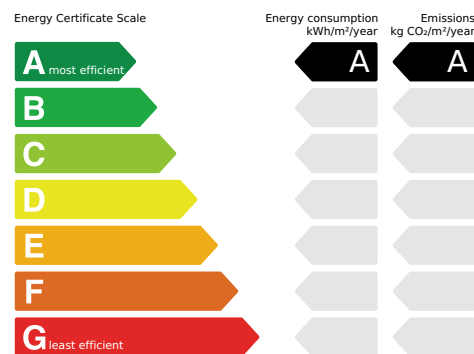 Energy Certificate Scale
Energy consumption
kWh/m²/year
Emissions
kg CO₂/m²/year
A most efficient
A
A
B
C
D
E
F
G least efficient